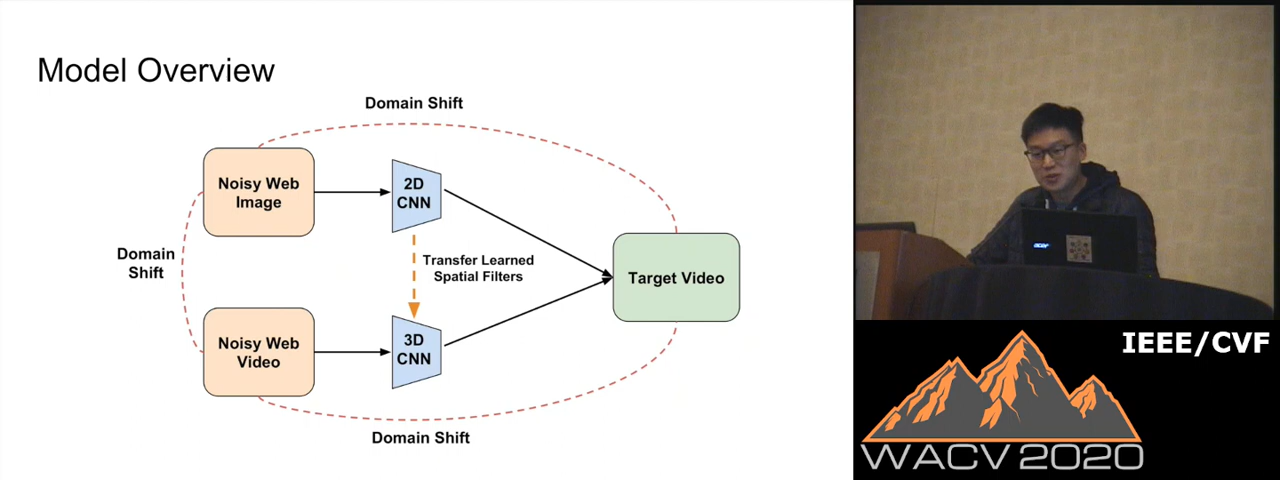 Model Overview
Domain Shift
Noisy Web
Image
2D
CNN
Domain
Shift
Transfer Learned
Spatial Filters
Target Video
Noisy Web
Video
3D
CNN
Domain Shift
acer
IEEE/CVF
WACV 2020